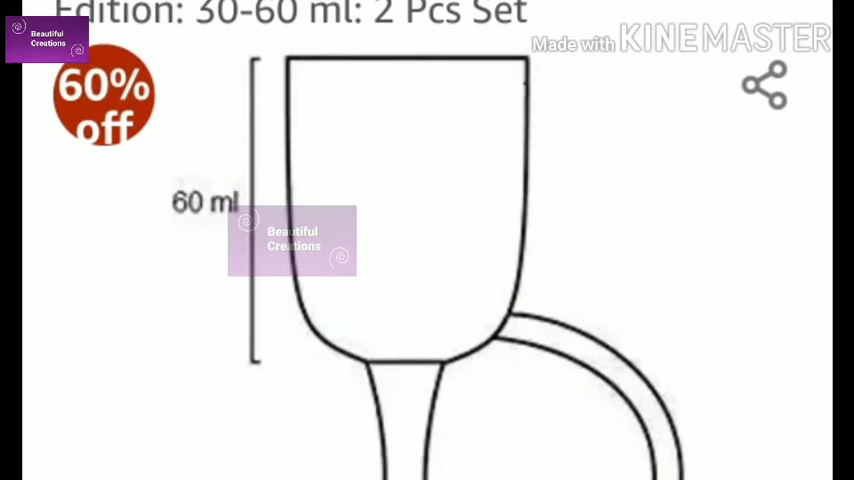 Edition: 30-60 ml: 2 Pcs Set
Beautiful
Creations
Made with KINEMASTER
60%
off
60 ml
Beautiful
Creations